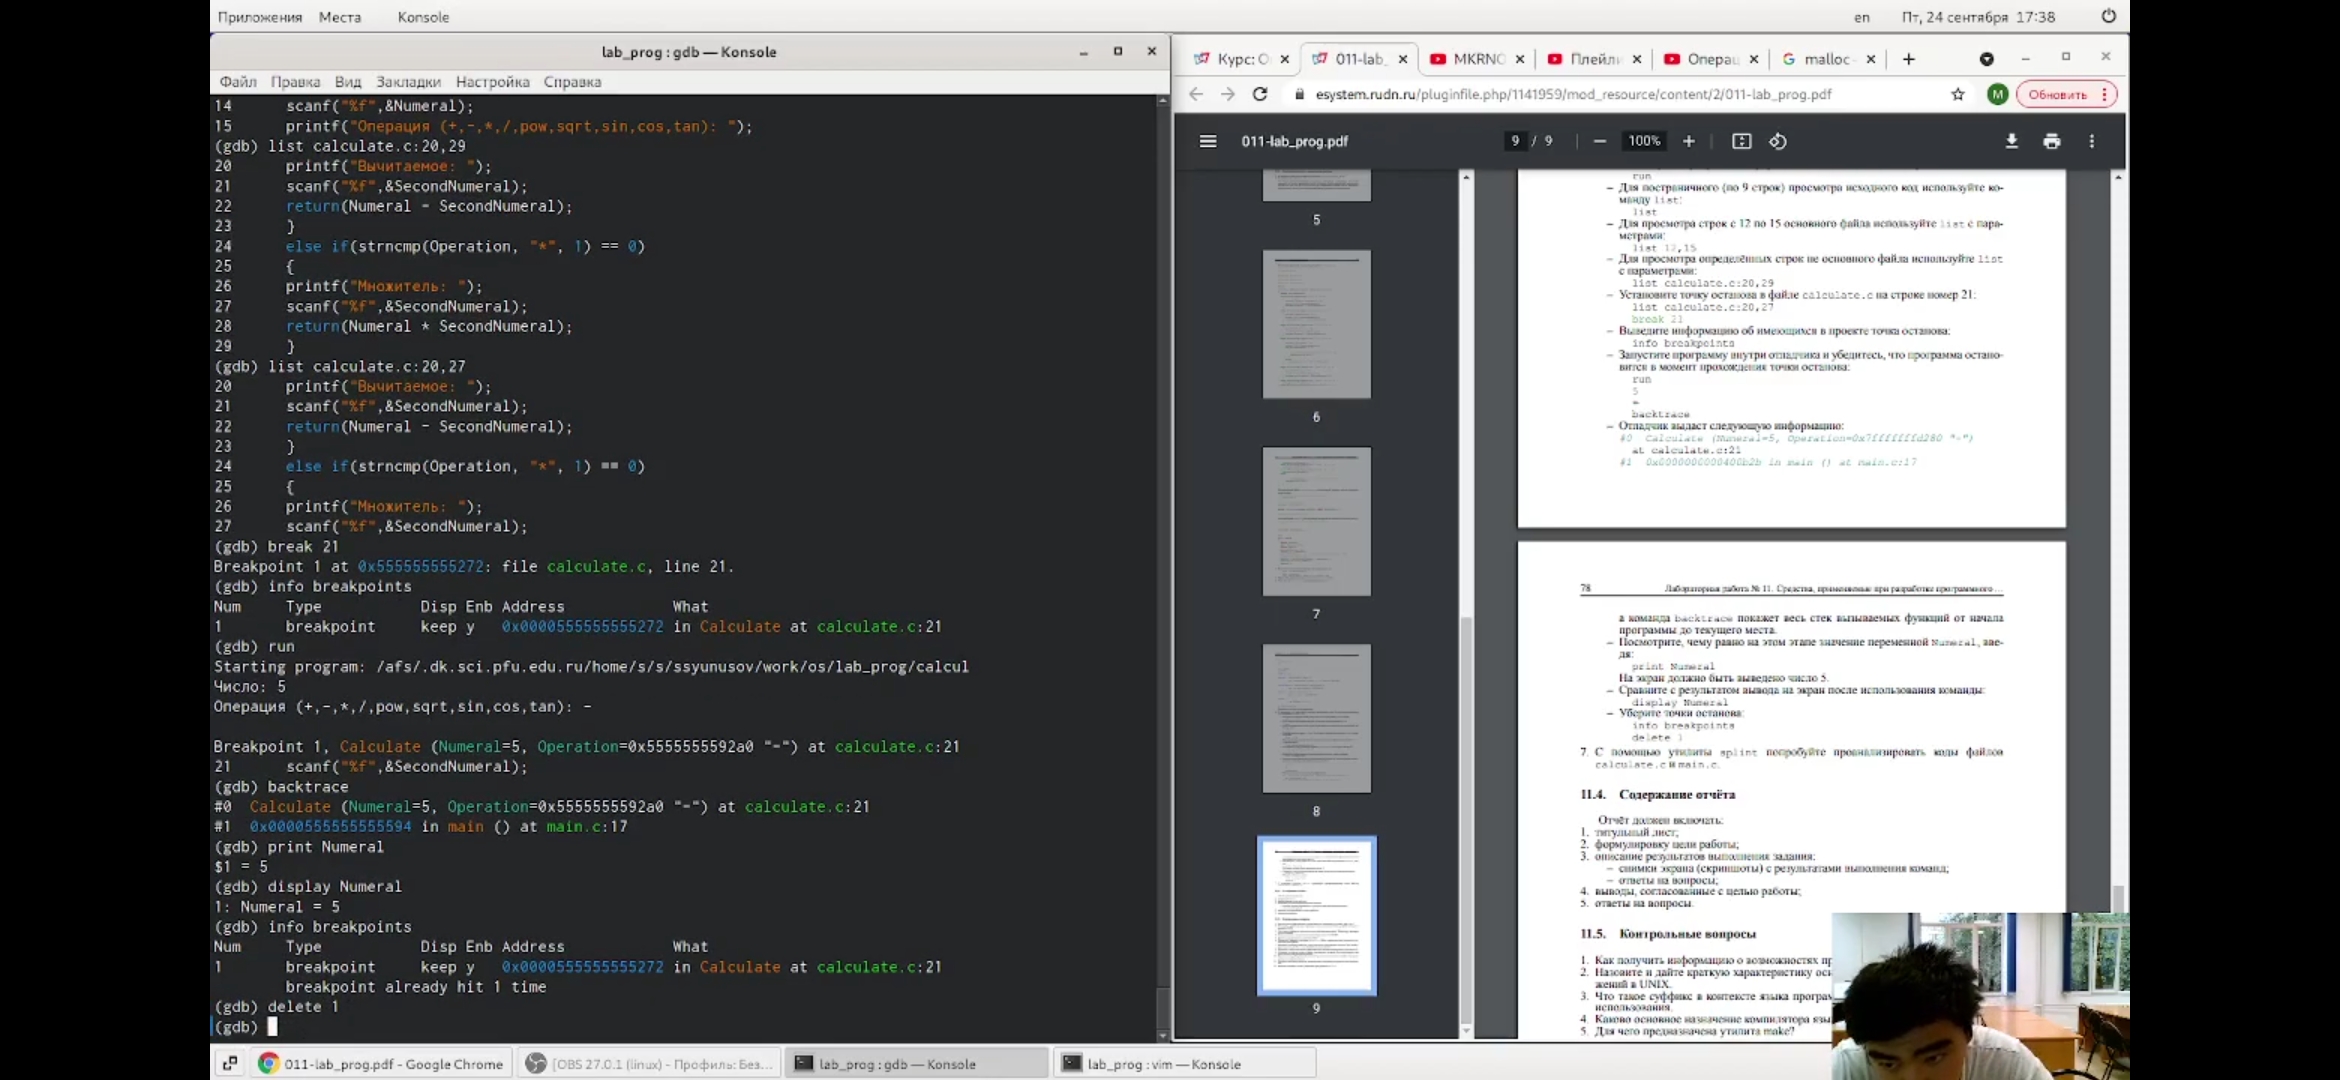 Приложения Места Konsole
en Пт, 24 сентября 17:38
lab_prog : gdb — Konsole
Файл Правка Вид Закладки Настройка Справка
14 scanf("%f",&Numeral);
15 printf("Операция (+,-,*,/,pow,sqrt,sin,cos,tan): ");
(gdb) list calculate.c:20,29
20 printf("Вычитаемое: ");
21 scanf("%f",&SecondNumeral);
22 return(Numeral - SecondNumeral);
23 }
24 else if(strncmp(Operation, "*", 1) == 0)
25 {
26 printf("Множитель: ");
27 scanf("%f",&SecondNumeral);
28 return(Numeral * SecondNumeral);
29 }
(gdb) list calculate.c:20,27
20 printf("Вычитаемое: ");
21 scanf("%f",&SecondNumeral);
22 return(Numeral - SecondNumeral);
23 }
24 else if(strncmp(Operation, "*", 1) == 0)
25 {
26 printf("Множитель: ");
27 scanf("%f",&SecondNumeral);
(gdb) break 21
Breakpoint 1 at 0x555555555272: file calculate.c, line 21.
(gdb) info breakpoints
Num Type Disp Enb Address What
1 breakpoint keep y 0x0000555555555272 in Calculate at calculate.c:21
(gdb) run
Starting program: /afs/.dk.sci.pfu.edu.ru/home/s/s/ssyunusov/work/os/lab_prog/calcul
Число: 5
Операция (+,-,*,/,pow,sqrt,sin,cos,tan): -
Breakpoint 1, Calculate (Numeral=5, Operation=0x5555555592a0 "-") at calculate.c:21
21 scanf("%f",&SecondNumeral);
(gdb) backtrace
#0 Calculate (Numeral=5, Operation=0x5555555592a0 "-") at calculate.c:21
#1 0x0000555555555594 in main () at main.c:17
(gdb) print Numeral
$1 = 5
(gdb) display Numeral
1: Numeral = 5
(gdb) info breakpoints
Num Type Disp Enb Address What
1 breakpoint keep y 0x0000555555555272 in Calculate at calculate.c:21
breakpoint already hit 1 time
(gdb) delete 1
(gdb)
Курс: О 011-lab_ MKRNC Плейли Операц malloc
esystem.rudn.ru/pluginfile.php/1141959/mod_resource/content/2/011-lab_prog.pdf
M Обновить
011-lab_prog.pdf 9 / 9 100%
5
6
7
8
9
run
– Для постраничного (по 9 строк) просмотра исходного код используйте ко-
манду list:
list
– Для просмотра строк с 12 по 15 основного файла используйте list с пара-
метрами:
list 12,15
– Для просмотра определённых строк не основного файла используйте list
с параметрами:
list calculate.c:20,29
– Установите точку останова в файле calculate.c на строке номер 21:
list calculate.c:20,27
break 21
– Выведите информацию об имеющихся в проекте точка останова:
info breakpoints
– Запустите программу внутри отладчика и убедитесь, что программа остано-
вится в момент прохождения точки останова:
run
5
-
backtrace
– Отладчик выдаст следующую информацию:
#0 Calculate (Numeral=5, Operation=0x7fffffffd280 "-")
at calculate.c:21
#1 0x0000000000400b2b in main () at main.c:17
78 Лабораторная работа № 11. Средства, применяемые при разработке программного ...
а команда backtrace покажет весь стек вызываемых функций от начала
программы до текущего места.
– Посмотрите, чему равно на этом этапе значение переменной Numeral, вве-
дя:
print Numeral
На экран должно быть выведено число 5.
– Сравните с результатом вывода на экран после использования команды:
display Numeral
– Уберите точки останова:
info breakpoints
delete 1
7. С помощью утилиты splint попробуйте проанализировать коды файлов
calculate.c и main.c.
11.4. Содержание отчёта
Отчёт должен включать:
1. титульный лист;
2. формулировку цели работы;
3. описание результатов выполнения задания:
– снимки экрана (скриншоты) с результатами выполнения команд;
– ответы на вопросы;
4. выводы, согласованные с целью работы;
5. ответы на вопросы.
11.5. Контрольные вопросы
1. Как получить информацию о возможностях пр
2. Назовите и дайте краткую характеристику осн
жений в UNIX.
3. Что такое суффикс в контексте языка програм
использования.
4. Каково основное назначение компилятора язы
5. Для чего предназначена утилита make?
011-lab_prog.pdf - Google Chrome [OBS 27.0.1 (linux) - Профиль: Без... lab_prog : gdb — Konsole lab_prog : vim — Konsole